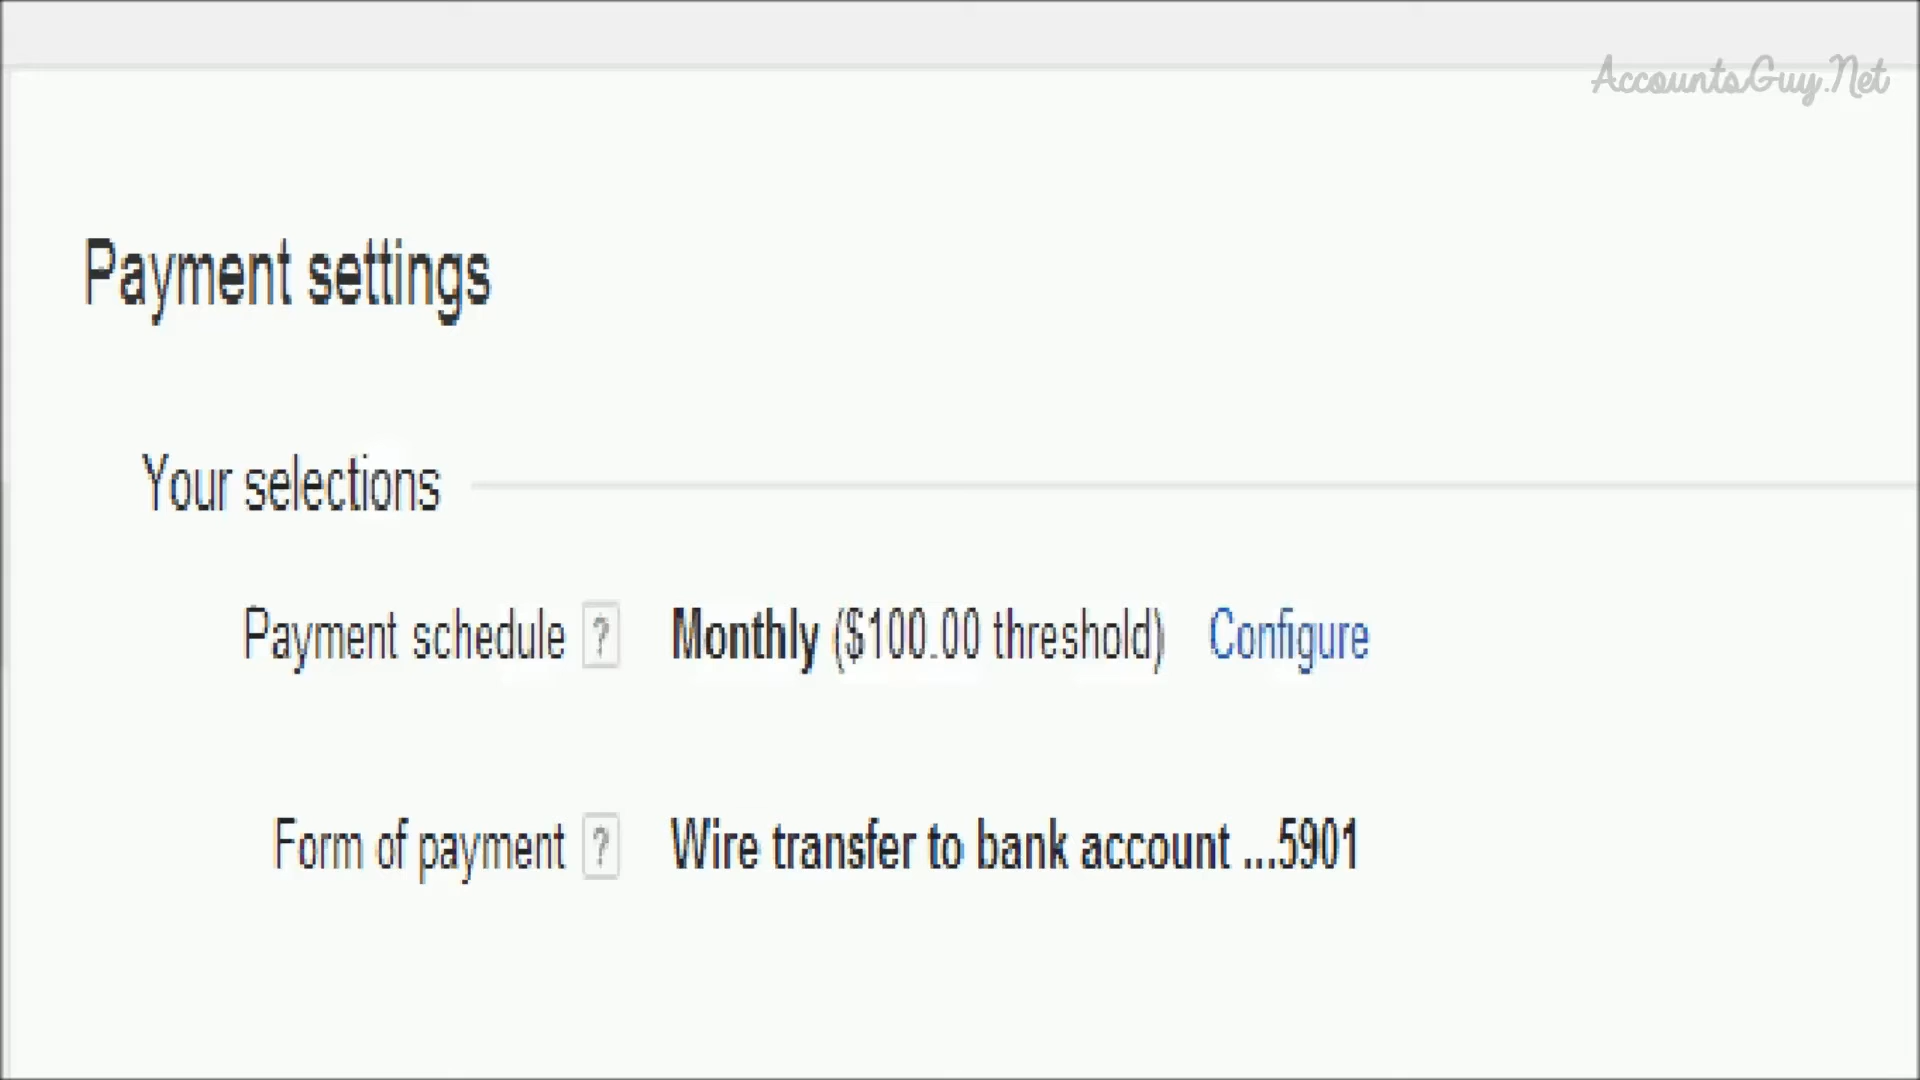 AccountsGuy.Net
Payment settings
Your selections
Payment schedule ? Monthly ($100.00 threshold) Configure
Form of payment ? Wire transfer to bank account ...5901